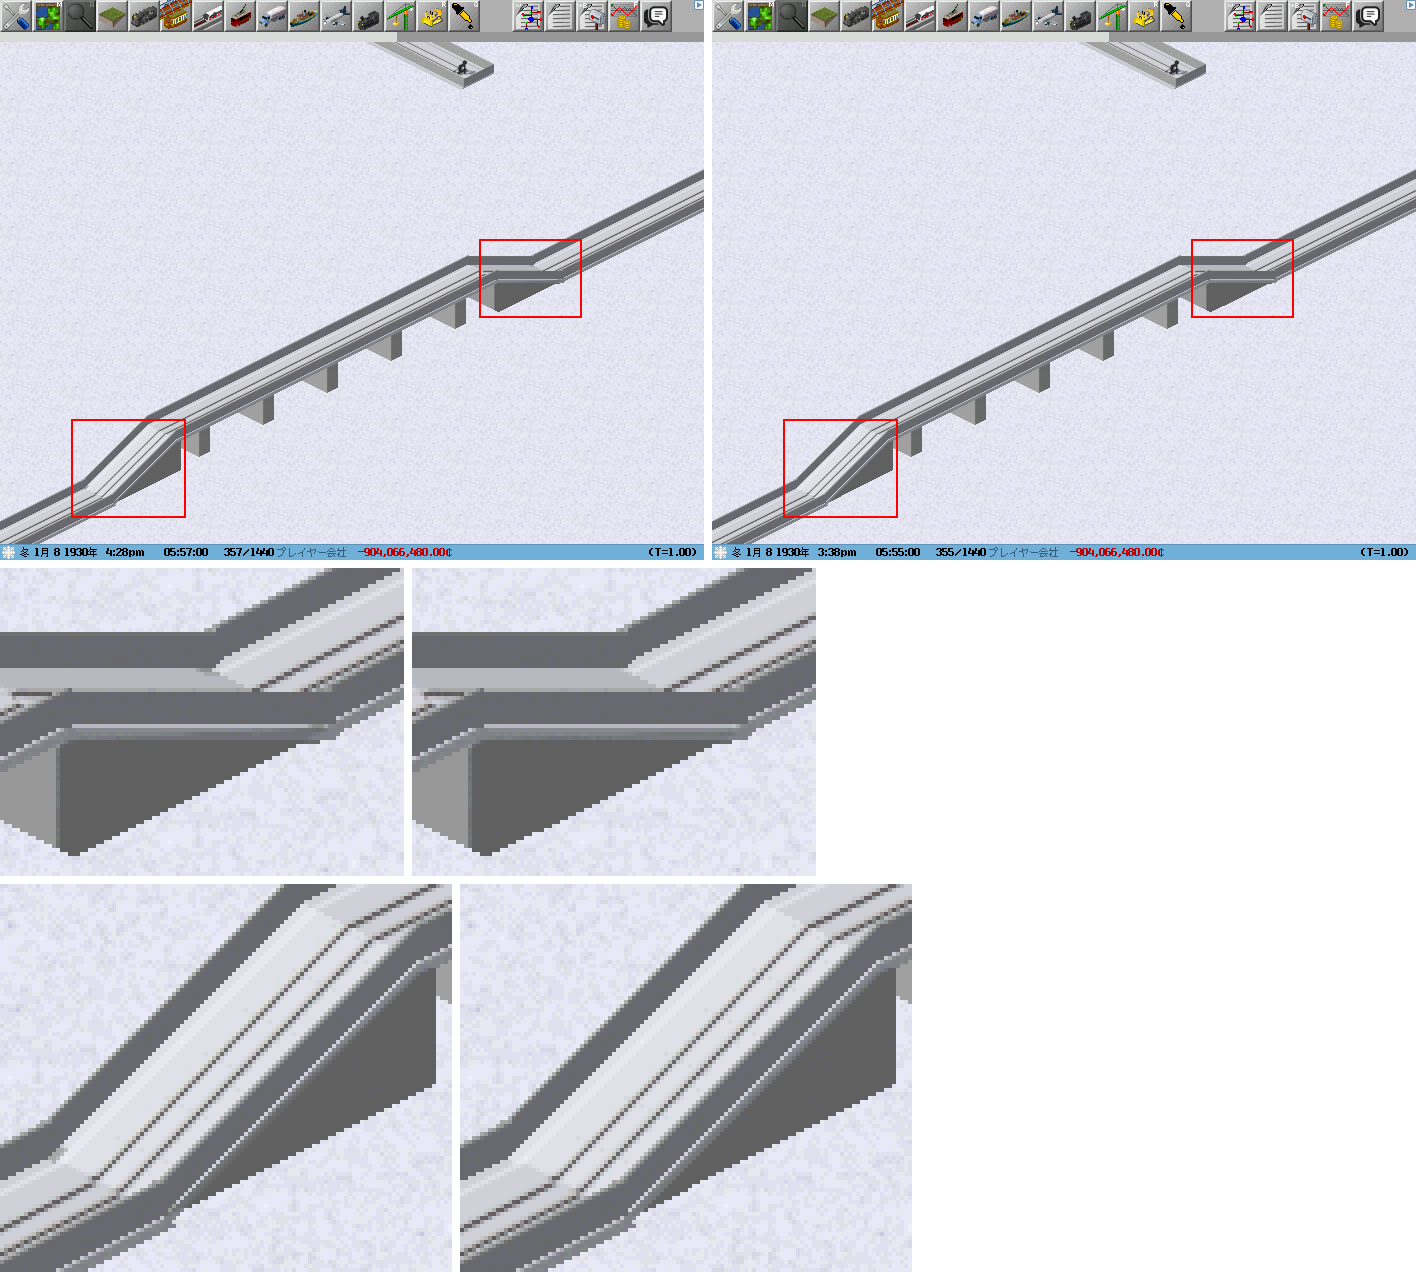 冬 1月 8 1930年 4:28pm 05:57:00 357/1440 プレイヤー会社 -904,066,480.00¢ (T=1.00)
冬 1月 8 1930年 3:38pm 05:55:00 355/1440 プレイヤー会社 -904,066,480.00¢ (T=1.00)